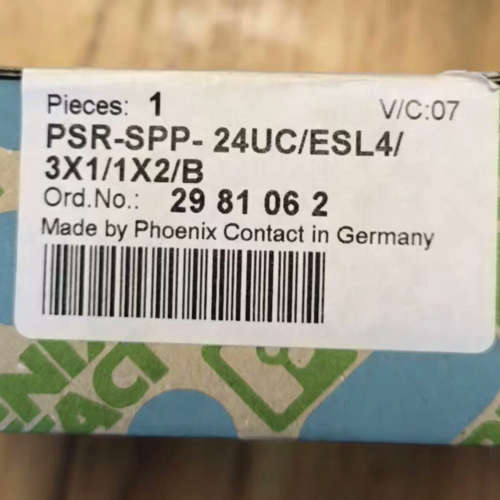 Pieces: 1 V/C:07
PSR-SPP- 24UC/ESL4/
3X1/1X2/B
Ord.No.: 29 81 06 2
Made by Phoenix Contact in Germany